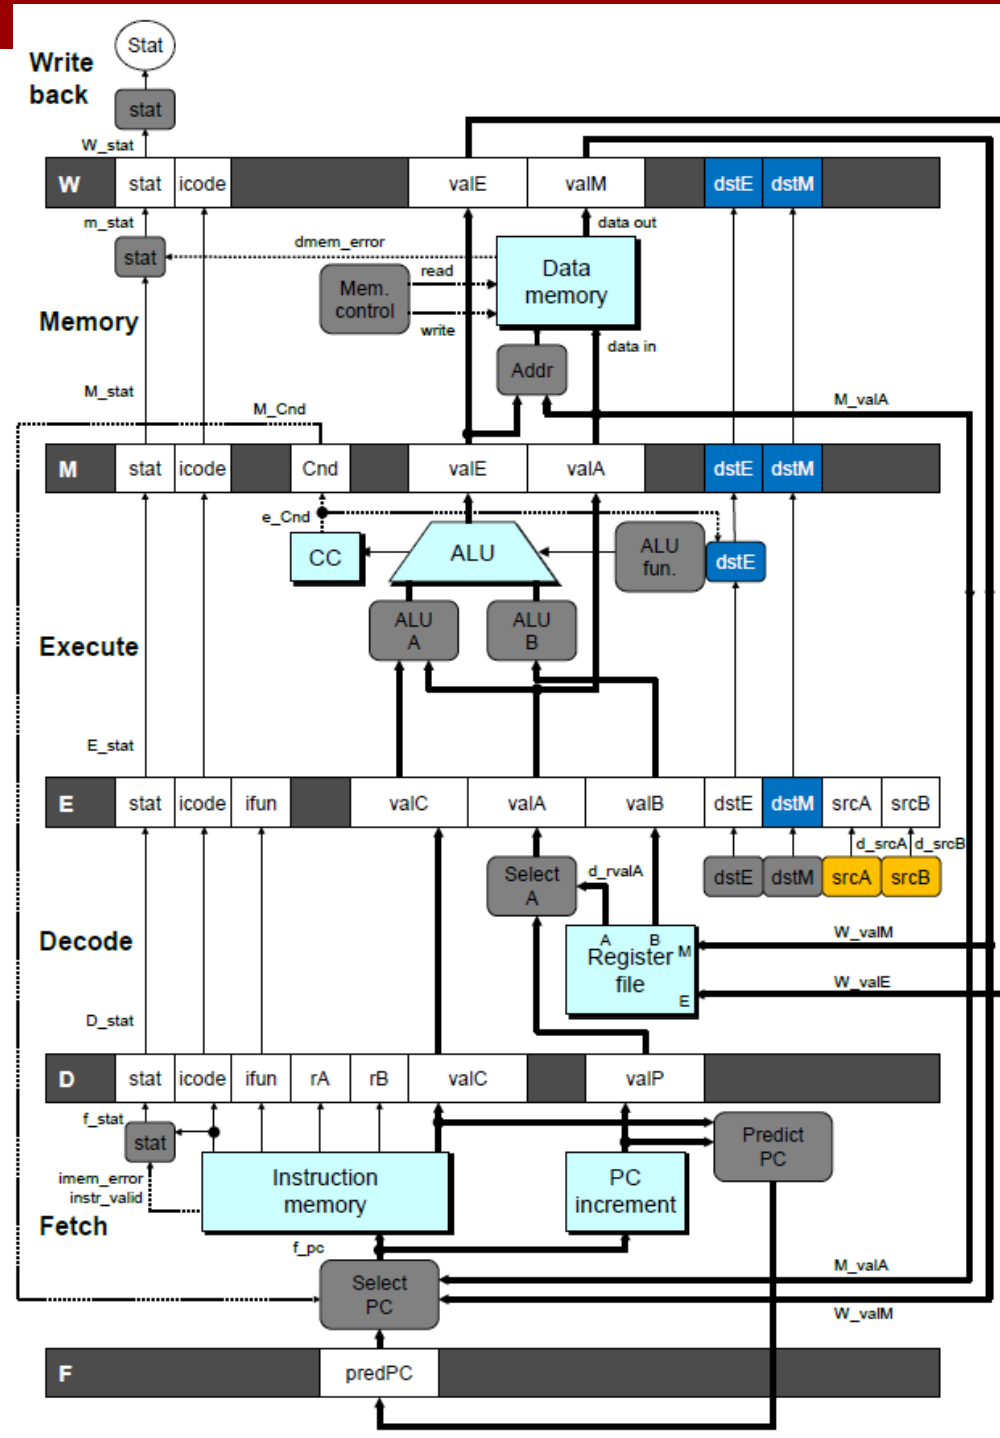 Stat
Write
back
stat
W_stat
W stat icode valE valM dstE dstM
m_stat
data out
stat
dmem_error
read
Mem.
control
write
Data
memory
Memory
data in
Addr
M_stat
M_Cnd
M_valA
M stat icode Cnd valE valA dstE dstM
e_Cnd
CC
ALU
ALU
fun.
dstE
ALU
A
ALU
B
Execute
E_stat
E stat icode ifun valC valA valB dstE dstM srcA srcB
d_srcA d_srcB
Select
A
d_rvalA
dstE dstM srcA srcB
Decode
A B
Register M
file
E
W_valM
W_valE
D_stat
D stat icode ifun rA rB valC valP
f_stat
stat
Predict
PC
imem_error
instr_valid
Instruction
memory
PC
increment
Fetch
f_pc
M_valA
Select
PC
W_valM
F predPC